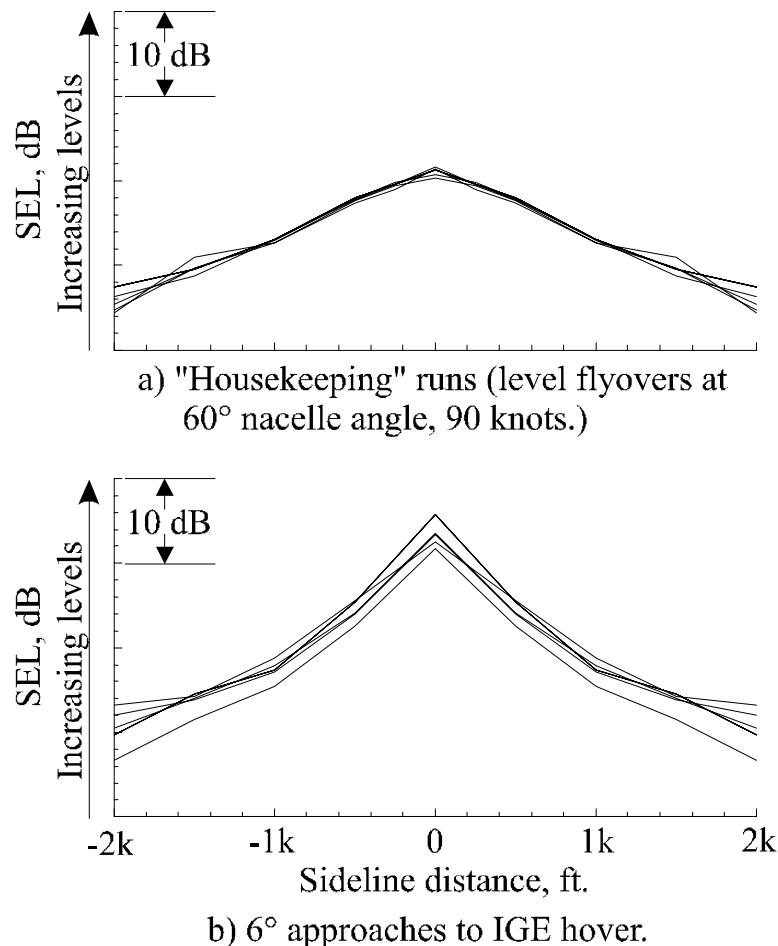 10 dB
SEL, dB
Increasing levels
a) "Housekeeping" runs (level flyovers at
60° nacelle angle, 90 knots.)
10 dB
SEL, dB
Increasing levels
-2k -1k 0 1k 2k
Sideline distance, ft.
b) 6° approaches to IGE hover.